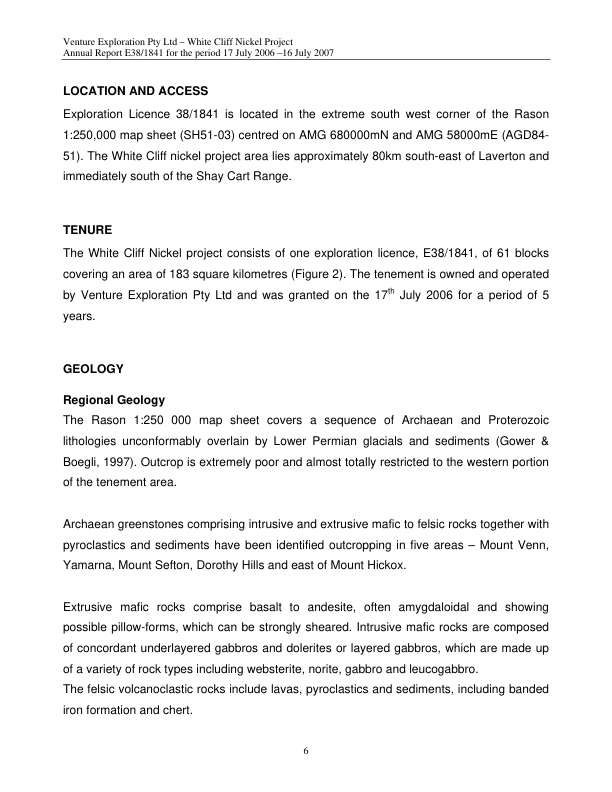 Venture Exploration Pty Ltd – White Cliff Nickel Project
Annual Report E38/1841 for the period 17 July 2006 –16 July 2007
LOCATION AND ACCESS
Exploration Licence 38/1841 is located in the extreme south west corner of the Rason
1:250,000 map sheet (SH51-03) centred on AMG 680000mN and AMG 58000mE (AGD84-
51). The White Cliff nickel project area lies approximately 80km south-east of Laverton and
immediately south of the Shay Cart Range.
TENURE
The White Cliff Nickel project consists of one exploration licence, E38/1841, of 61 blocks
covering an area of 183 square kilometres (Figure 2). The tenement is owned and operated
by Venture Exploration Pty Ltd and was granted on the 17th July 2006 for a period of 5
years.
GEOLOGY
Regional Geology
The Rason 1:250 000 map sheet covers a sequence of Archaean and Proterozoic
lithologies unconformably overlain by Lower Permian glacials and sediments (Gower &
Boegli, 1997). Outcrop is extremely poor and almost totally restricted to the western portion
of the tenement area.
Archaean greenstones comprising intrusive and extrusive mafic to felsic rocks together with
pyroclastics and sediments have been identified outcropping in five areas – Mount Venn,
Yamarna, Mount Sefton, Dorothy Hills and east of Mount Hickox.
Extrusive mafic rocks comprise basalt to andesite, often amygdaloidal and showing
possible pillow-forms, which can be strongly sheared. Intrusive mafic rocks are composed
of concordant underlayered gabbros and dolerites or layered gabbros, which are made up
of a variety of rock types including websterite, norite, gabbro and leucogabbro.
The felsic volcanoclastic rocks include lavas, pyroclastics and sediments, including banded
iron formation and chert.
6